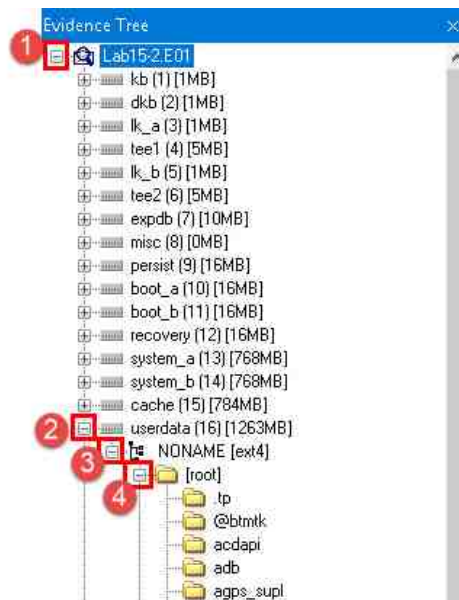 Evidence Tree
1 Lab15-2.E01
kb (1) [1MB]
dkb (2) [1MB]
lk_a (3) [1MB]
tee1 (4) [5MB]
lk_b (5) [1MB]
tee2 (6) [5MB]
expdb (7) [10MB]
misc (8) [0MB]
persist (9) [16MB]
boot_a (10) [16MB]
boot_b (11) [16MB]
recovery (12) [16MB]
system_a (13) [768MB]
system_b (14) [768MB]
cache (15) [784MB]
2 userdata (16) [1263MB]
3 NONAME [ext4]
4 [root]
.tp
@btmtk
acdapi
adb
agps_supl